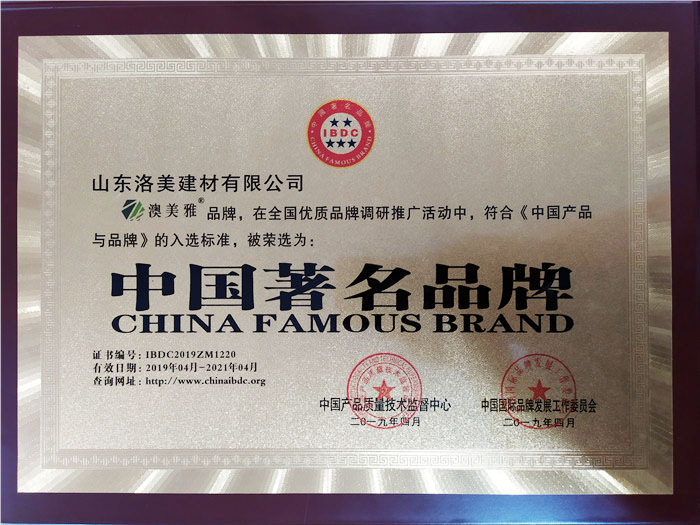 中国著名品牌
IBDC
CHINA FAMOUS BRAND
山东洛美建材有限公司
澳美雅® 品牌，在全国优质品牌调研推广活动中，符合《中国产品
与品牌》的入选标准，被荣选为：
中国著名品牌
CHINA FAMOUS BRAND
证书编号：IBDC2019ZM1220
有效日期：2019年04月-2021年04月
查询网址：http://www.chinaibdc.org
中国产品质量技术监督中心
二○一九年四月
中国国际品牌发展工作委员会
二○一九年四月